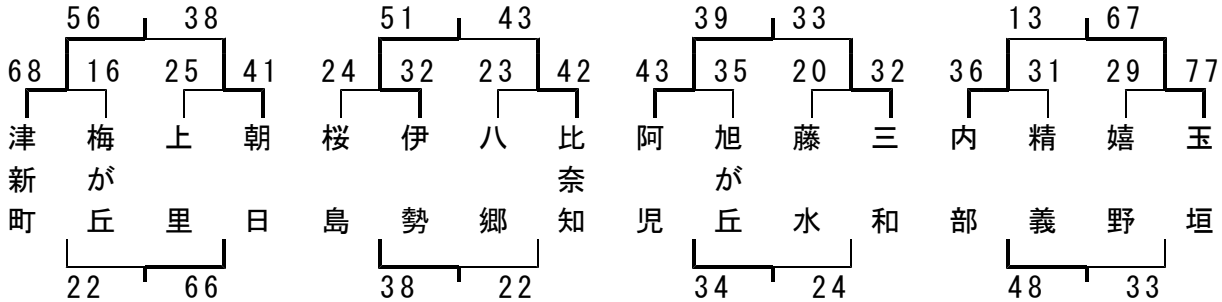 56 38 51 43 39 33 13 67
68 16 25 41 24 32 23 42 43 35 20 32 36 31 29 77
津新町 梅が丘 上里 朝日 桜島 伊勢 八郷 比奈知 阿児 旭が丘 藤水 三和 内部 精義 嬉野 玉垣
22 66 38 22 34 24 48 33